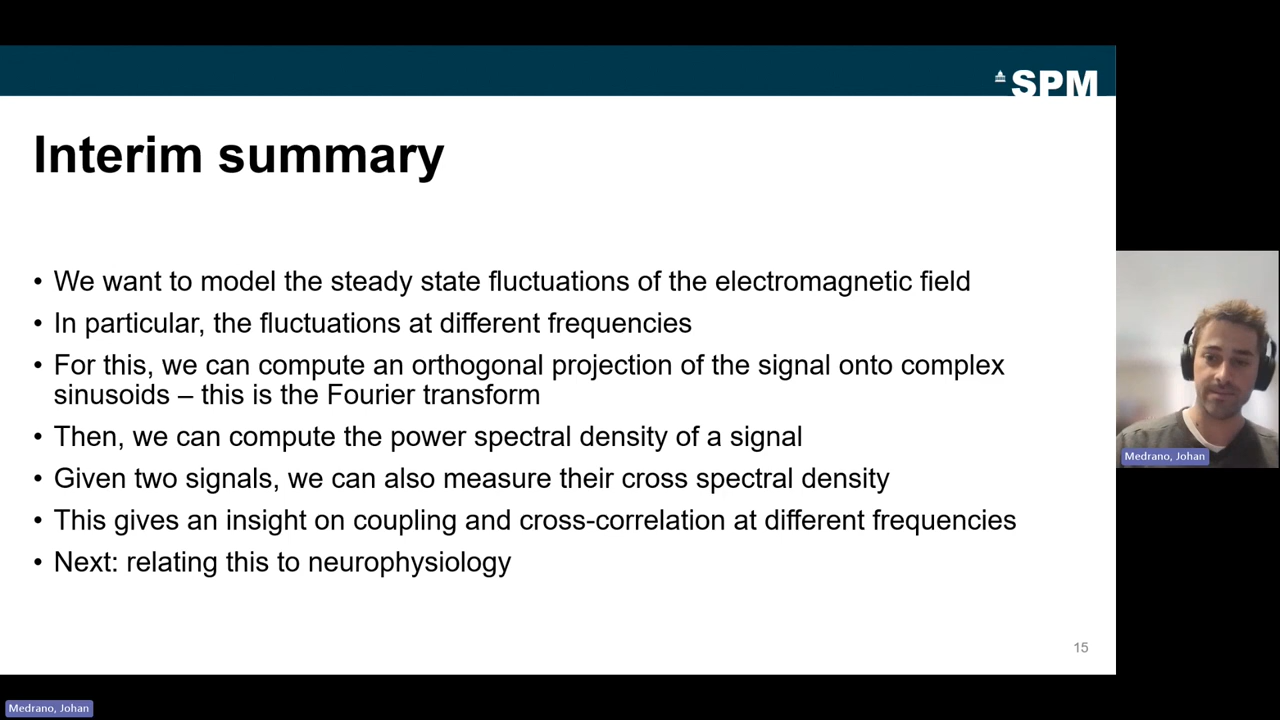 SPM
Interim summary
• We want to model the steady state fluctuations of the electromagnetic field
• In particular, the fluctuations at different frequencies
• For this, we can compute an orthogonal projection of the signal onto complex
sinusoids – this is the Fourier transform
• Then, we can compute the power spectral density of a signal
• Given two signals, we can also measure their cross spectral density
• This gives an insight on coupling and cross-correlation at different frequencies
• Next: relating this to neurophysiology
15
Medrano, Johan
Medrano, Johan